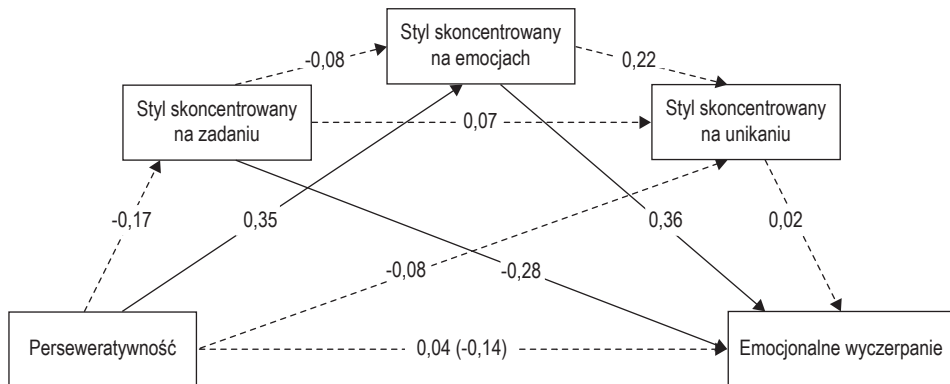 Styl skoncentrowany
na emocjach
-0,08
0,22
Styl skoncentrowany
na zadaniu
0,07
Styl skoncentrowany
na unikaniu
-0,17
0,35
0,36
0,02
-0,08
-0,28
Perseweratywność
0,04 (-0,14)
Emocjonalne wyczerpanie